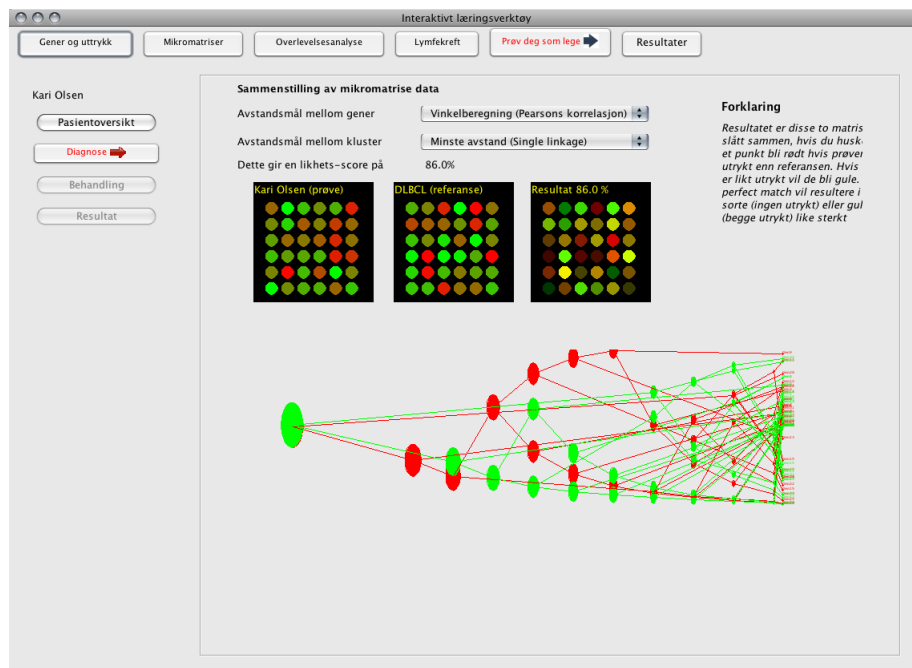 Interaktivt læringsverktøy
Gener og uttrykk
Mikromatriser
Overlevelsesanalyse
Lymfekreft
Prøv deg som lege
Resultater
Kari Olsen
Pasientoversikt
Diagnose
Behandling
Resultat
Sammenstilling av mikromatrise data
Avstandsmål mellom gener
Vinkelberegning (Pearsons korrelasjon)
Avstandsmål mellom kluster
Minste avstand (Single linkage)
Dette gir en likhets-score på
86.0%
Kari Olsen (prøve)
DLBCL (referanse)
Resultat 86.0 %
Forklaring
Resultatet er disse to matris
slått sammen, hvis du husk
et punkt bli rødt hvis prøver
utrykt enn referansen. Hvis
er likt utrykt vil de bli gule.
perfect match vil resultere i
sorte (ingen utrykt) eller gul
(begge utrykt) like sterkt